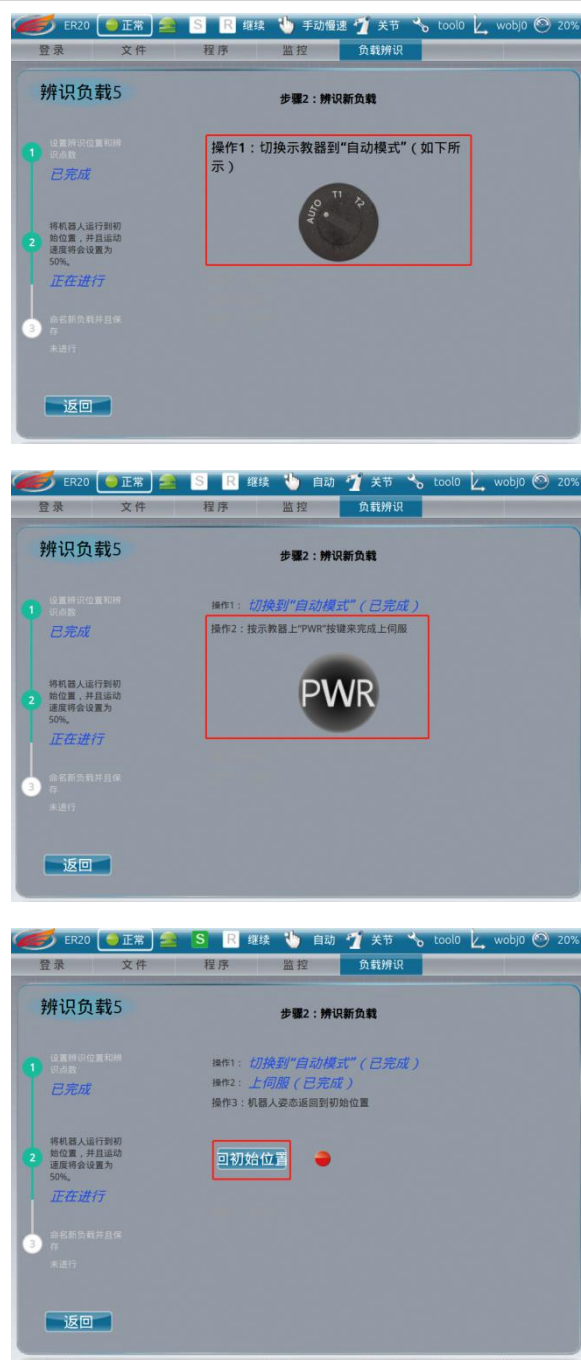 ER20 正常 S R 继续 手动慢速 关节 tool0 wobj0 20%
登录 文件 程序 监控 负载辨识
辨识负载5
步骤2：辨识新负载
1 设置辨识位置和辨
识点数
已完成
操作1：切换示教器到“自动模式”（如下所
示）
AUTO T1 T2
2 将机器人运行到初
始位置，并且运动
速度将会设置为
50%。
正在进行
3 命名新负载并且保
存
未进行
返回
ER20 正常 S R 继续 自动 关节 tool0 wobj0 20%
登录 文件 程序 监控 负载辨识
辨识负载5
步骤2：辨识新负载
1 设置辨识位置和辨
识点数
已完成
操作1： 切换到“自动模式”（已完成）
操作2：按示教器上“PWR”按键来完成上伺服
PWR
2 将机器人运行到初
始位置，并且运动
速度将会设置为
50%。
正在进行
3 命名新负载并且保
存
未进行
返回
ER20 正常 S R 继续 自动 关节 tool0 wobj0 20%
登录 文件 程序 监控 负载辨识
辨识负载5
步骤2：辨识新负载
1 设置辨识位置和辨
识点数
已完成
操作1： 切换到“自动模式”（已完成）
操作2： 上伺服（已完成）
操作3：机器人姿态返回到初始位置
回初始位置
2 将机器人运行到初
始位置，并且运动
速度将会设置为
50%。
正在进行
3 命名新负载并且保
存
未进行
返回